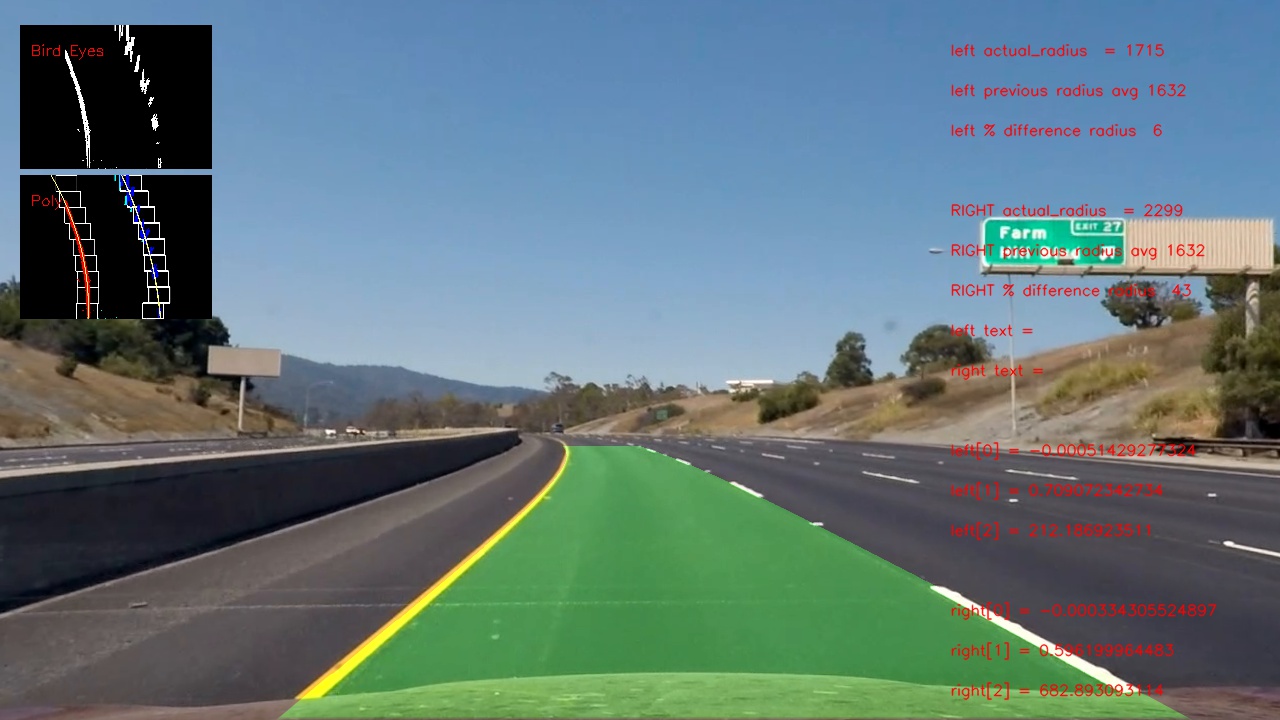 Bird Eyes
Poly
left actual_radius = 1715
left previous radius avg 1632
left % difference radius 6
RIGHT actual_radius = 2299
EXIT 27
Farm
RIGHT previous radius avg 1632
RIGHT % difference radius 43
left text =
right text =
left[0] = -0.00051429277324
left[1] = 0.709072342734
left[2] = 212.186923511
right[0] = -0.000334305524897
right[1] = 0.596199964483
right[2] = 682.893093114